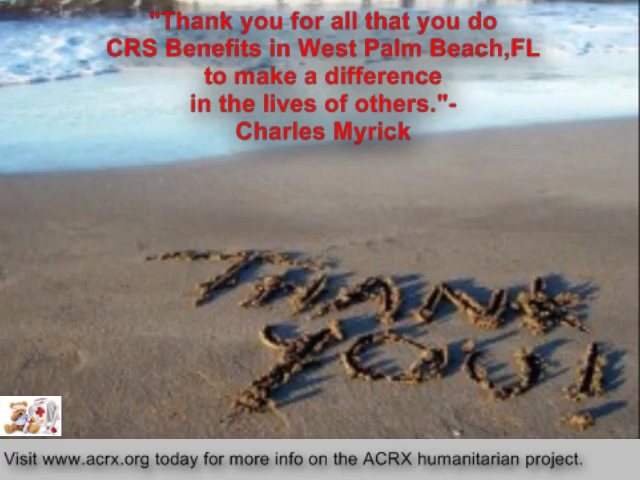 "Thank you for all that you do
CRS Benefits in West Palm Beach,FL
to make a difference
in the lives of others."-
Charles Myrick
THANK
YOU!
Visit www.acrx.org today for more info on the ACRX humanitarian project.